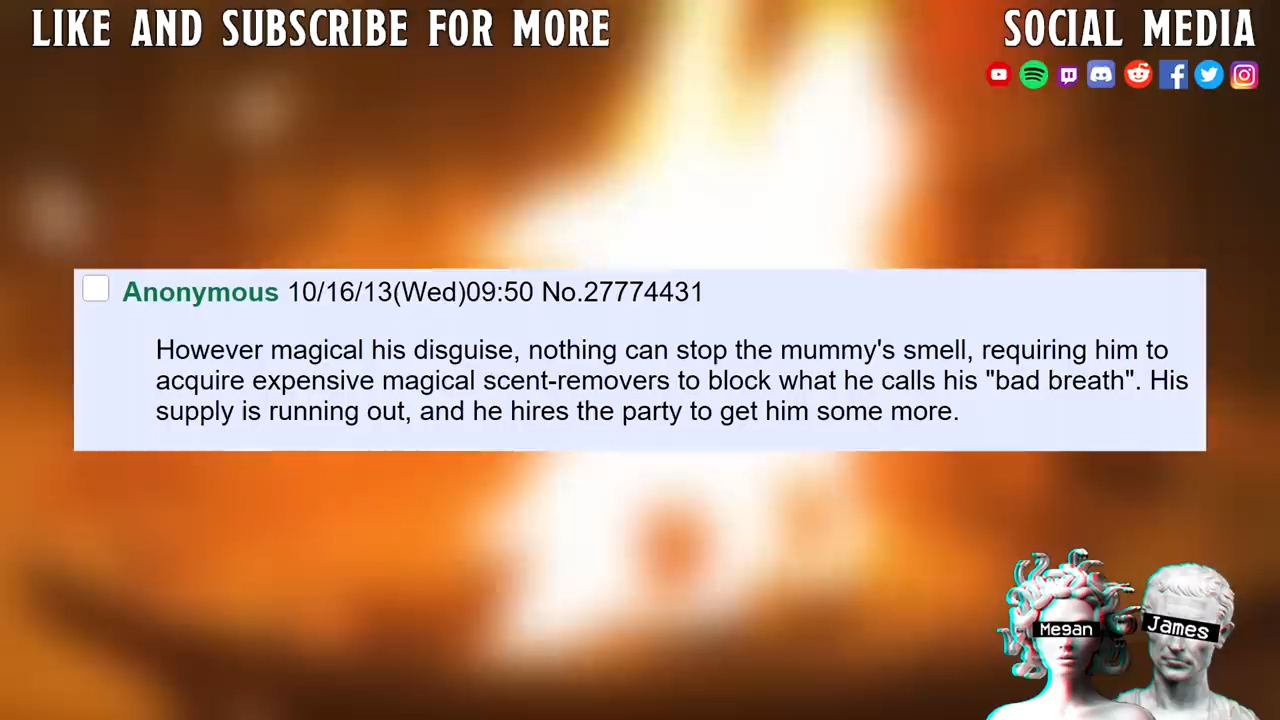 LIKE AND SUBSCRIBE FOR MORE
SOCIAL MEDIA
Anonymous 10/16/13(Wed)09:50 No.27774431
However magical his disguise, nothing can stop the mummy's smell, requiring him to
acquire expensive magical scent-removers to block what he calls his "bad breath". His
supply is running out, and he hires the party to get him some more.
Megan
James